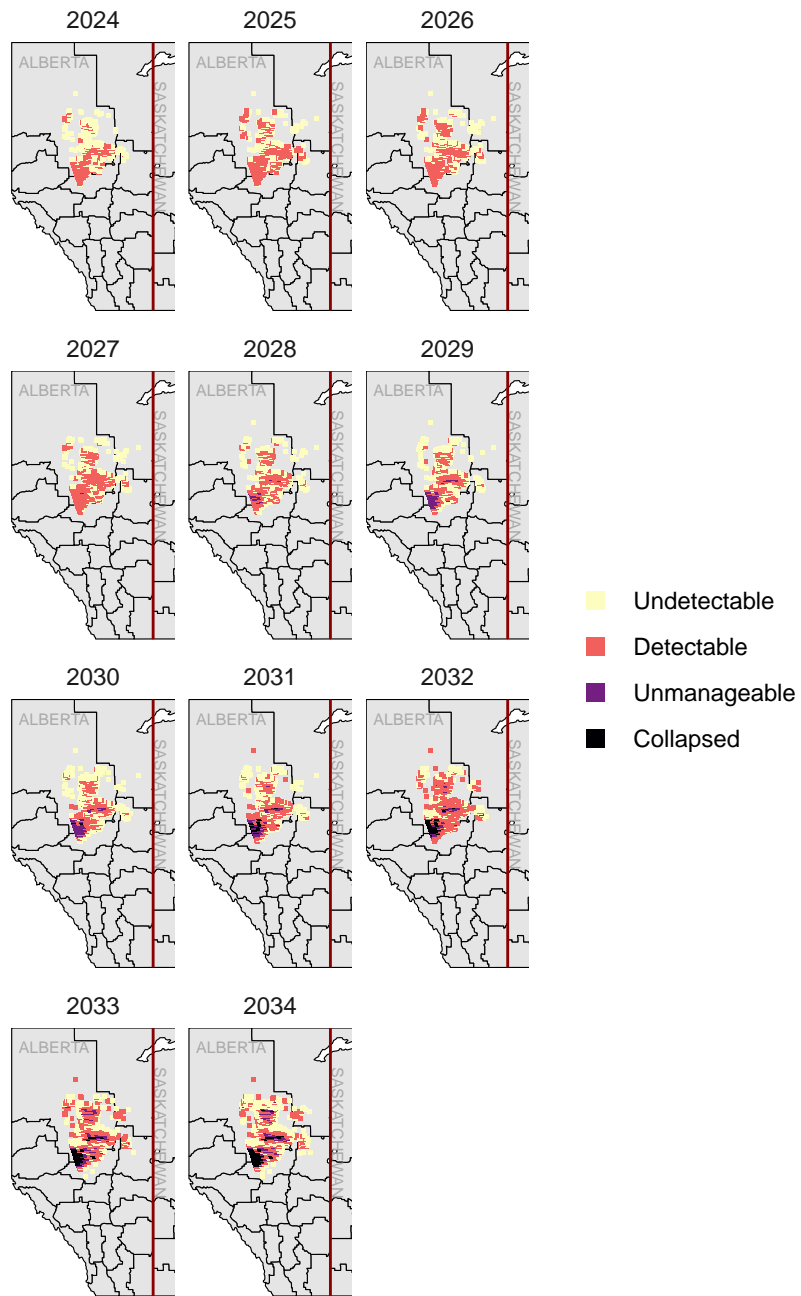 2024 2025 2026
ALBERTA ALBERTA ALBERTA
SASKATCHEWAN SASKATCHEWAN SASKATCHEWAN
2027 2028 2029
ALBERTA ALBERTA ALBERTA
SASKATCHEWAN SASKATCHEWAN SASKATCHEWAN
Undetectable
Detectable
Unmanageable
Collapsed
2030 2031 2032
ALBERTA ALBERTA ALBERTA
SASKATCHEWAN SASKATCHEWAN SASKATCHEWAN
2033 2034
ALBERTA ALBERTA
SASKATCHEWAN SASKATCHEWAN